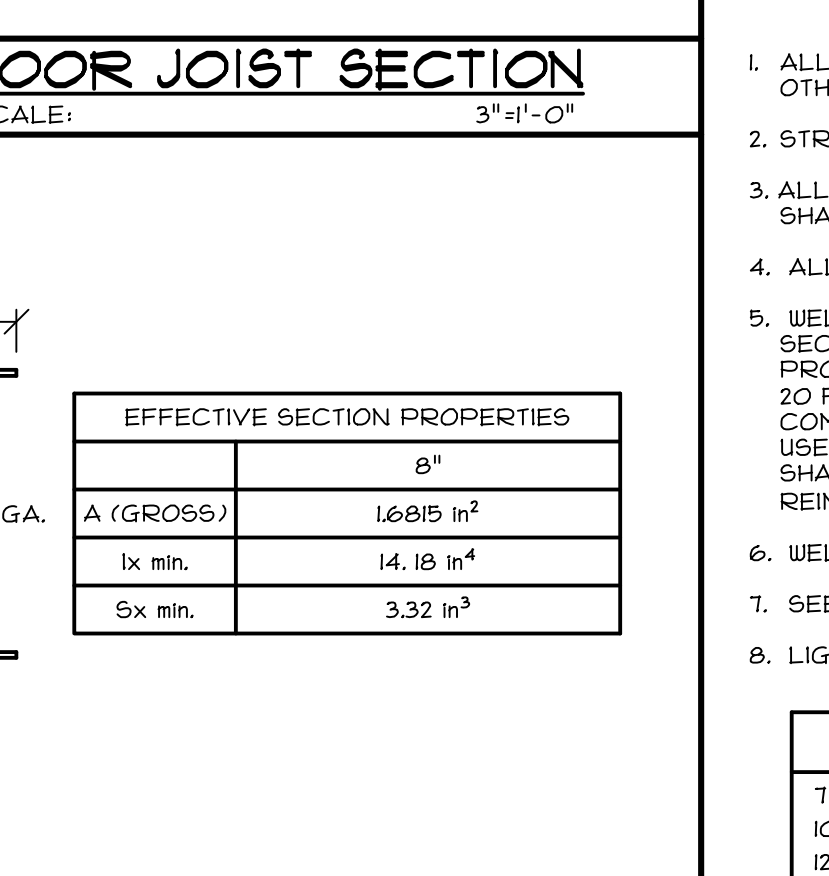 OOR JOIST SECTION
CALE: 3"=1'-0"
GA.
EFFECTIVE SECTION PROPERTIES
8"
A (GROSS) 1.6815 in²
Ix min. 14.18 in⁴
Sx min. 3.32 in³
1. ALL
OTH
2. STR
3. ALL
SHA
4. ALL
5. WEL
SEC
PRO
20 F
CON
USE
SHA
REIN
6. WEL
7. SEE
8. LIG
7
10
12